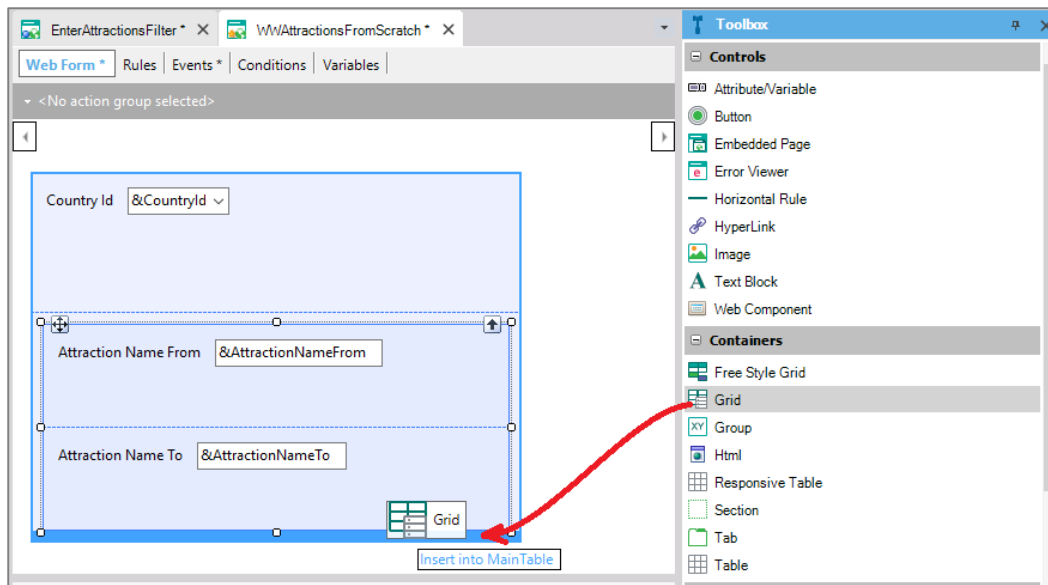 EnterAttractionsFilter * WWAttractionsFromScratch *
Web Form * Rules Events * Conditions Variables
<No action group selected>
Country Id &CountryId
Attraction Name From &AttractionNameFrom
Attraction Name To &AttractionNameTo
Grid
Insert into MainTable
Toolbox
Controls
Attribute/Variable
Button
Embedded Page
Error Viewer
Horizontal Rule
HyperLink
Image
Text Block
Web Component
Containers
Free Style Grid
Grid
Group
Html
Responsive Table
Section
Tab
Table